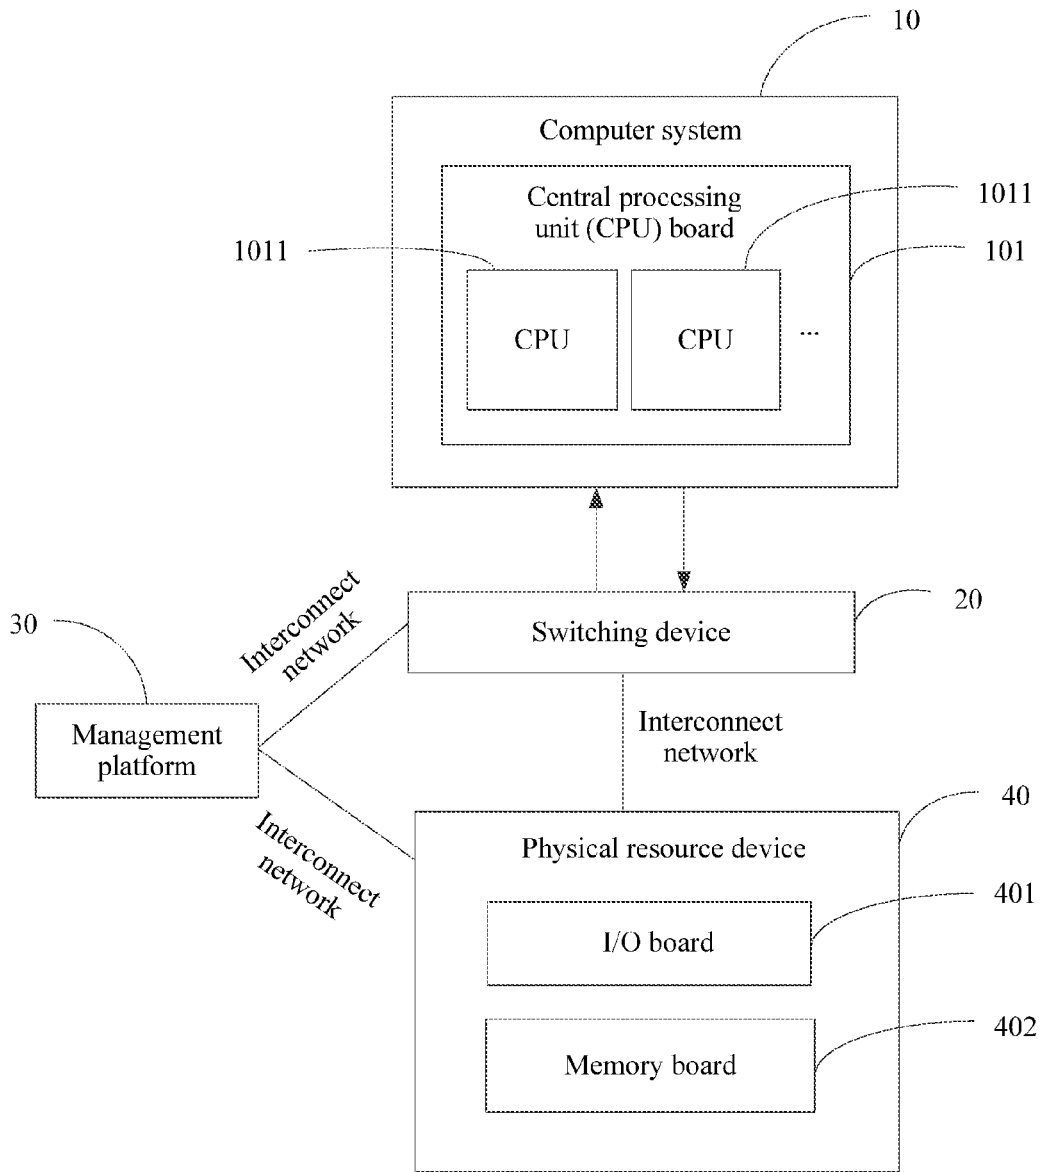 10
Computer system
Central processing
unit (CPU) board
1011
1011
101
CPU
CPU
...
Interconnect
network
20
Switching device
30
Management
platform
Interconnect
network
Interconnect
network
40
Physical resource device
401
I/O board
402
Memory board